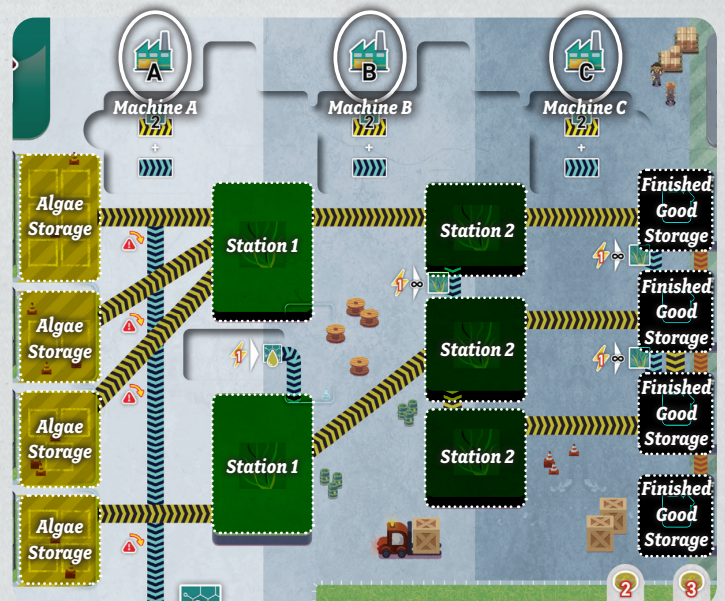 A
B
C
Machine A
Machine B
Machine C
2
2
2
+
+
+
Algae
Storage
Station 1
Station 2
Finished
Good
Storage
1 ∞
1 ∞
Algae
Storage
Station 2
Finished
Good
Storage
1
1 ∞
Algae
Storage
Station 1
Station 2
Finished
Good
Storage
Algae
Storage
Finished
Good
Storage
2
3